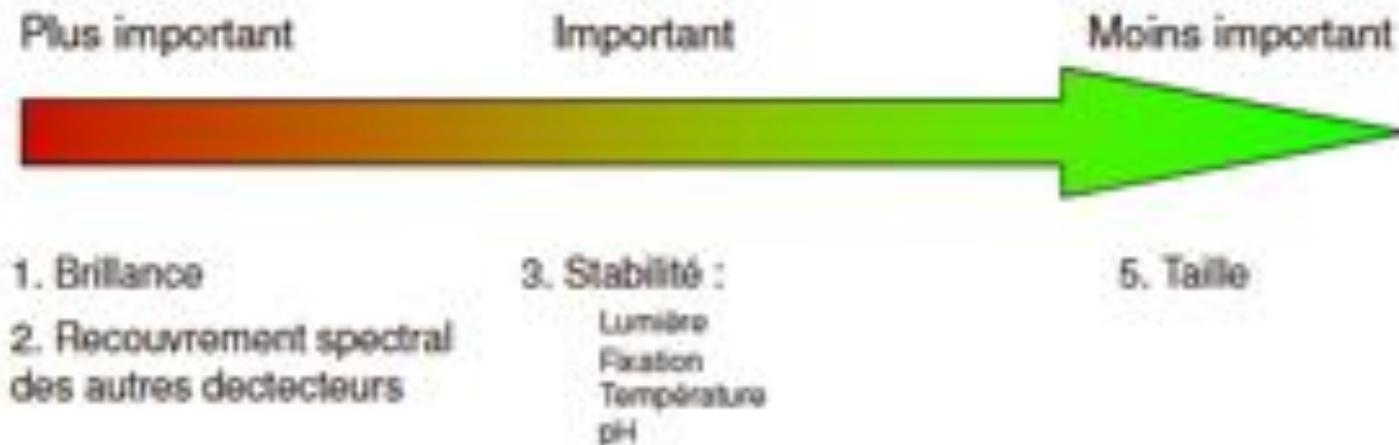 Plus important
Important
Moins important
1. Brillance
2. Recouvrement spectral
des autres dectecteurs
3. Stabilité :
Lumière
Fixation
Température
pH
5. Taille